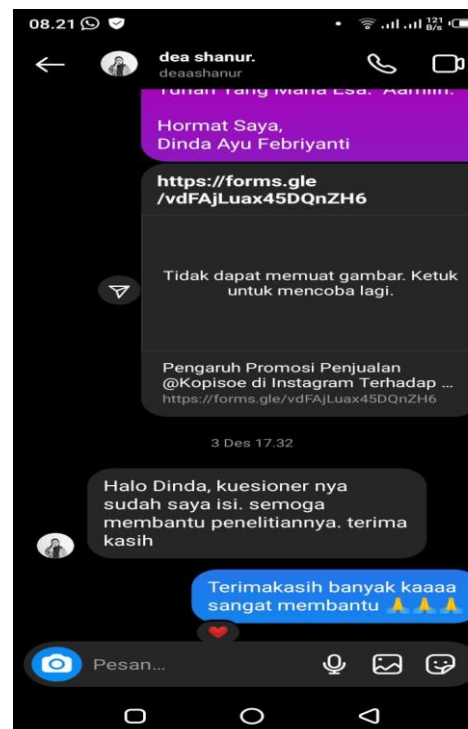 08.21
121
B/s
dea shanur.
deaashanur
Tuhan Yang Maha Esa. Aamiin.
Hormat Saya,
Dinda Ayu Febriyanti
https://forms.gle
/vdFAjLuax45DQnZH6
Tidak dapat memuat gambar. Ketuk
untuk mencoba lagi.
Pengaruh Promosi Penjualan
@Kopisoe di Instagram Terhadap ...
https://forms.gle/vdFAjLuax45DQnZH6
3 Des 17.32
Halo Dinda, kuesioner nya
sudah saya isi. semoga
membantu penelitiannya. terima
kasih
Terimakasih banyak kaaaa
sangat membantu 🙏🙏🙏
Pesan...